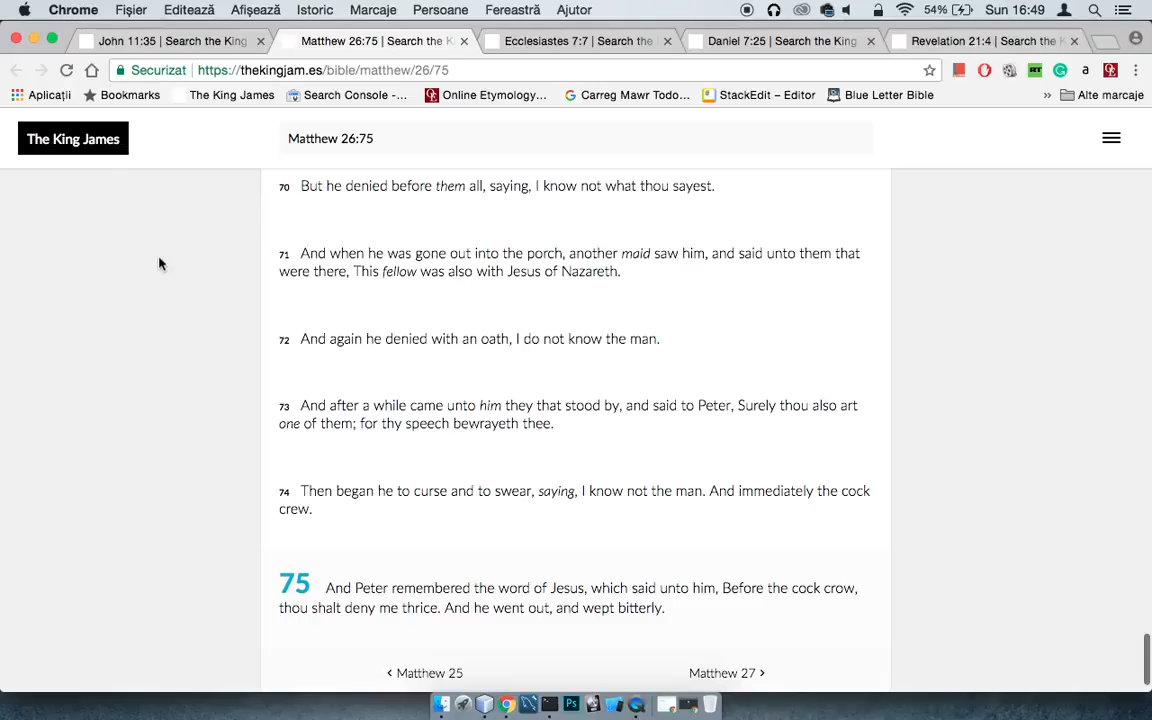 Chrome Fișier Editează Afișează Istoric Marcaje Persoane Fereastră Ajutor 54% Sun 16:49
John 11:35 | Search the King Matthew 26:75 | Search the K Ecclesiastes 7:7 | Search the K Daniel 7:25 | Search the King Revelation 21:4 | Search the K
Securizat https://thekingjam.es/bible/matthew/26/75
Aplicații Bookmarks The King James Search Console -... Online Etymology... Carreg Mawr Todo... StackEdit – Editor Blue Letter Bible » Alte marcaje
The King James Matthew 26:75
70 But he denied before them all, saying, I know not what thou sayest.
71 And when he was gone out into the porch, another maid saw him, and said unto them that
were there, This fellow was also with Jesus of Nazareth.
72 And again he denied with an oath, I do not know the man.
73 And after a while came unto him they that stood by, and said to Peter, Surely thou also art
one of them; for thy speech bewrayeth thee.
74 Then began he to curse and to swear, saying, I know not the man. And immediately the cock
crew.
75 And Peter remembered the word of Jesus, which said unto him, Before the cock crow,
thou shalt deny me thrice. And he went out, and wept bitterly.
‹ Matthew 25 Matthew 27 ›